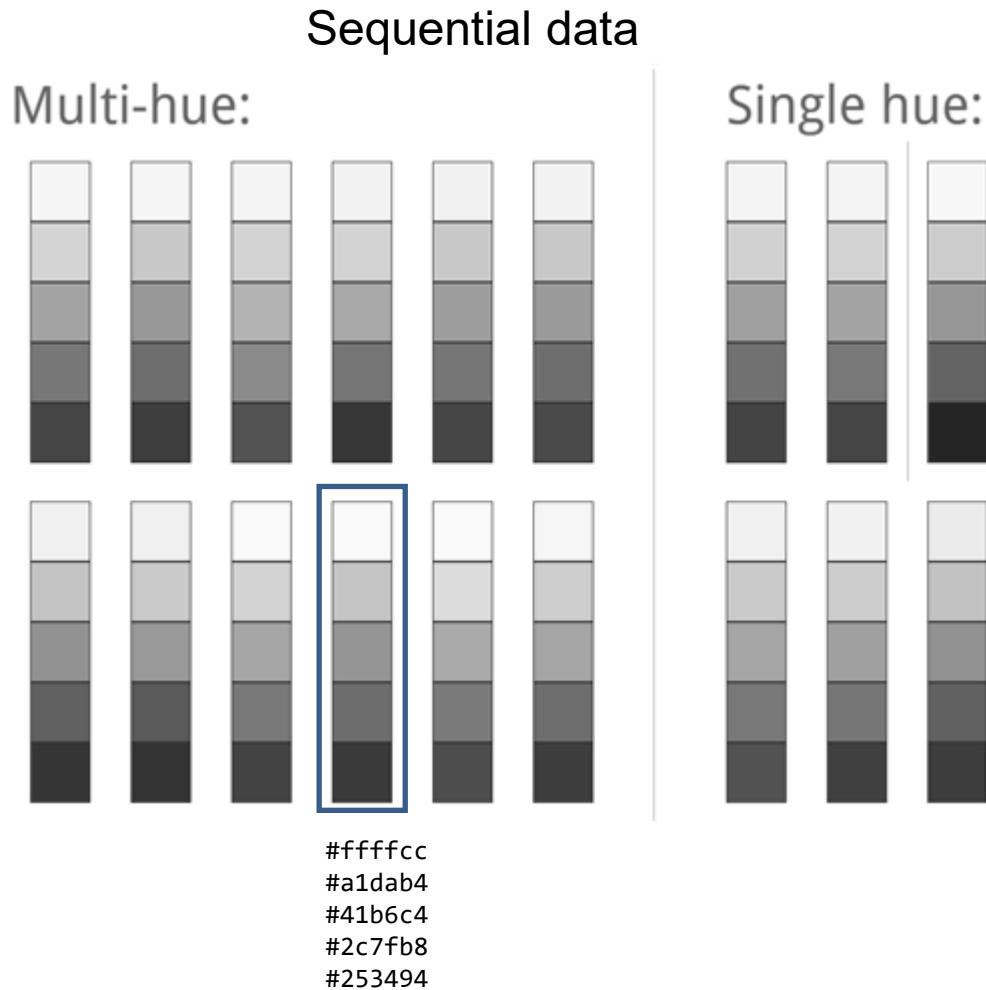 Sequential data
Multi-hue:
Single hue:
#ffffcc
#a1dab4
#41b6c4
#2c7fb8
#253494